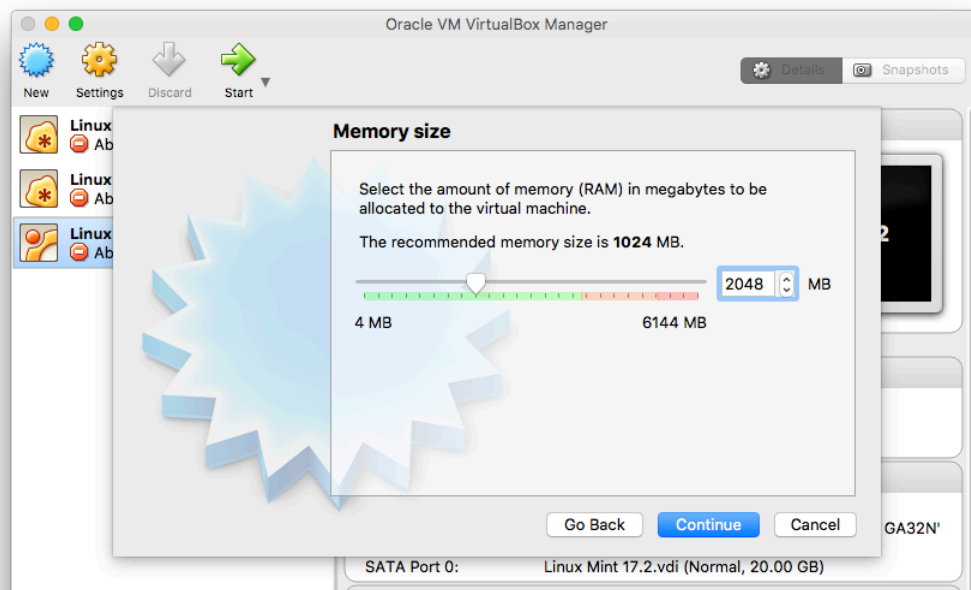 Oracle VM VirtualBox Manager
New
Settings
Discard
Start
Details
Snapshots
Linux
Ab
Linux
Ab
Linux
Ab
Memory size
Select the amount of memory (RAM) in megabytes to be
allocated to the virtual machine.
The recommended memory size is 1024 MB.
2048 MB
4 MB
6144 MB
2
Go Back
Continue
Cancel
GA32N'
SATA Port 0: Linux Mint 17.2.vdi (Normal, 20.00 GB)